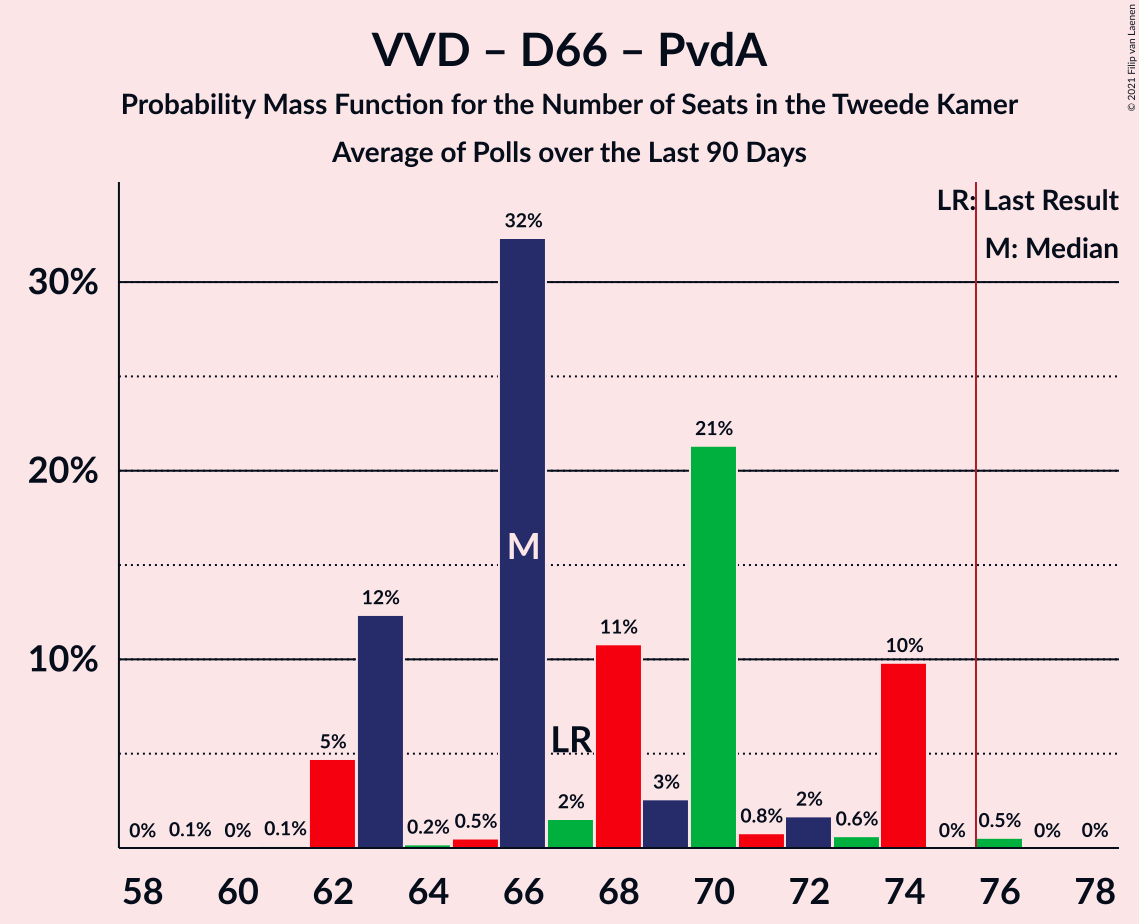 VVD – D66 – PvdA
Probability Mass Function for the Number of Seats in the Tweede Kamer
Average of Polls over the Last 90 Days
© 2021 Filip van Laenen
LR: Last Result
M: Median
30%
20%
10%
0%
0.1%
0%
0.1%
5%
12%
0.2%
0.5%
32%
M
LR
2%
11%
3%
21%
0.8%
2%
0.6%
10%
0%
0.5%
0%
0%
58 60 62 64 66 68 70 72 74 76 78